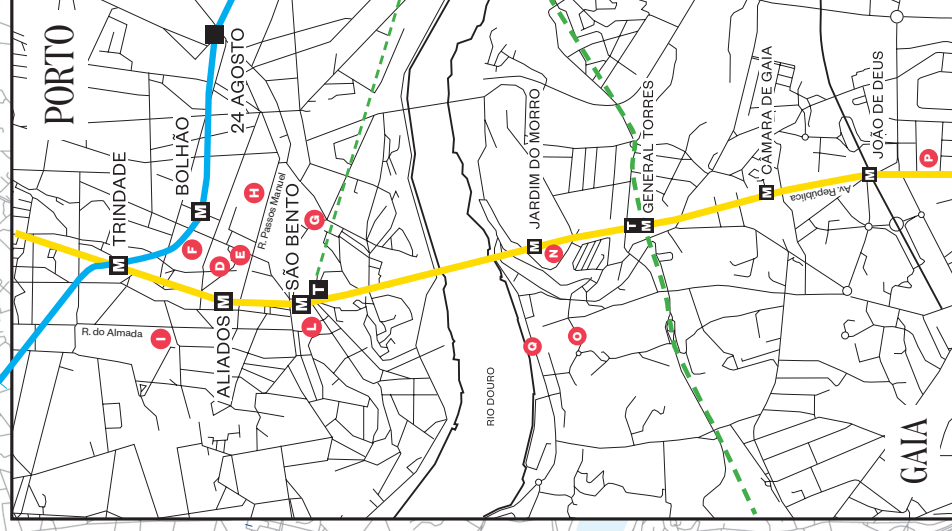 PORTO
TRINDADE
BOLHÃO
24 AGOSTO
R. do Almada
I
F
D
E
H
R. Passos Manuel
ALIADOS
SÃO BENTO
G
L
M
M
M
M
T
RIO DOURO
JARDIM DO MORRO
M
N
Q
O
GENERAL TORRES
T
M
CÂMARA DE GAIA
M
Av. República
JOÃO DE DEUS
M
P
GAIA